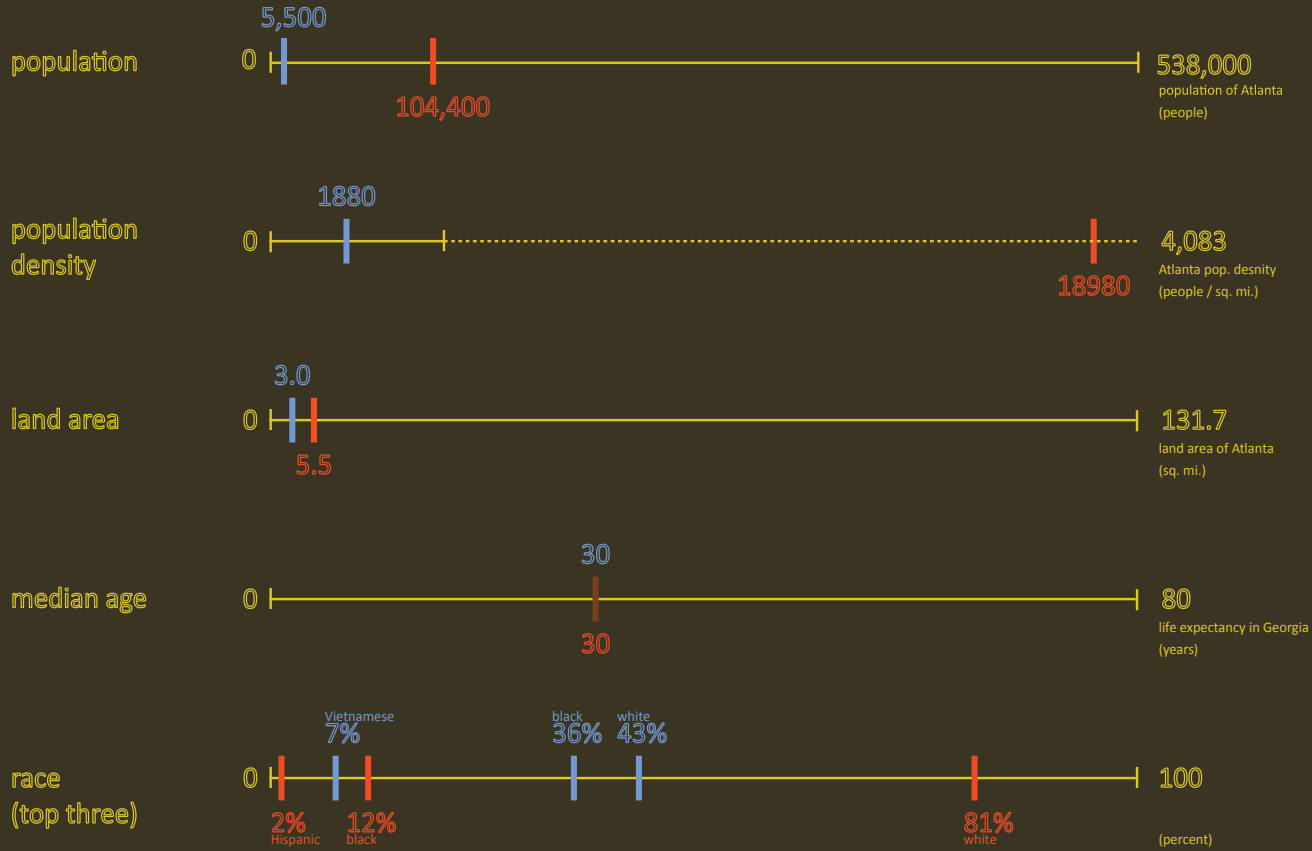 5,500
population
0
538,000
population of Atlanta
(people)
104,400
1880
population
density
0
4,083
Atlanta pop. desnity
(people / sq. mi.)
18980
3.0
land area
0
131.7
land area of Atlanta
(sq. mi.)
5.5
30
median age
0
80
life expectancy in Georgia
(years)
30
Vietnamese
7%
black
36%
white
43%
race
(top three)
0
100
(percent)
2%
Hispanic
12%
black
81%
white